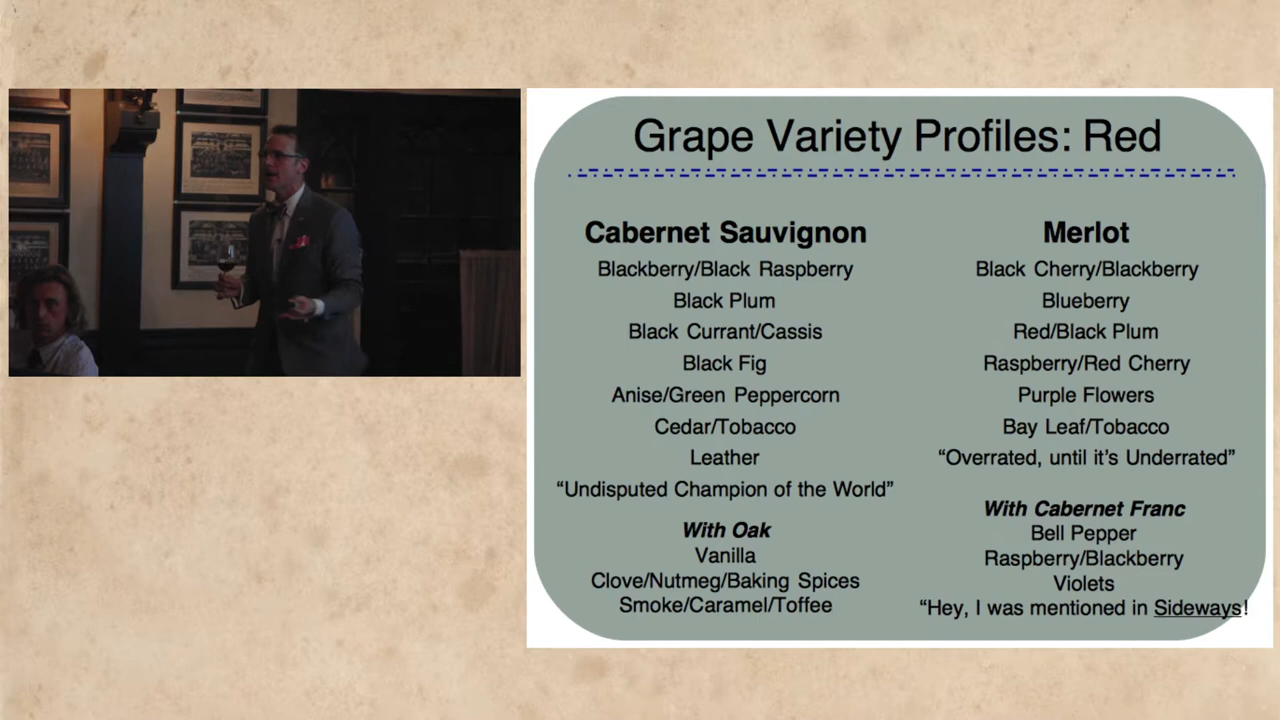 Grape Variety Profiles: Red
Cabernet Sauvignon
Blackberry/Black Raspberry
Black Plum
Black Currant/Cassis
Black Fig
Anise/Green Peppercorn
Cedar/Tobacco
Leather
“Undisputed Champion of the World”
With Oak
Vanilla
Clove/Nutmeg/Baking Spices
Smoke/Caramel/Toffee
Merlot
Black Cherry/Blackberry
Blueberry
Red/Black Plum
Raspberry/Red Cherry
Purple Flowers
Bay Leaf/Tobacco
“Overrated, until it’s Underrated”
With Cabernet Franc
Bell Pepper
Raspberry/Blackberry
Violets
“Hey, I was mentioned in Sideways!